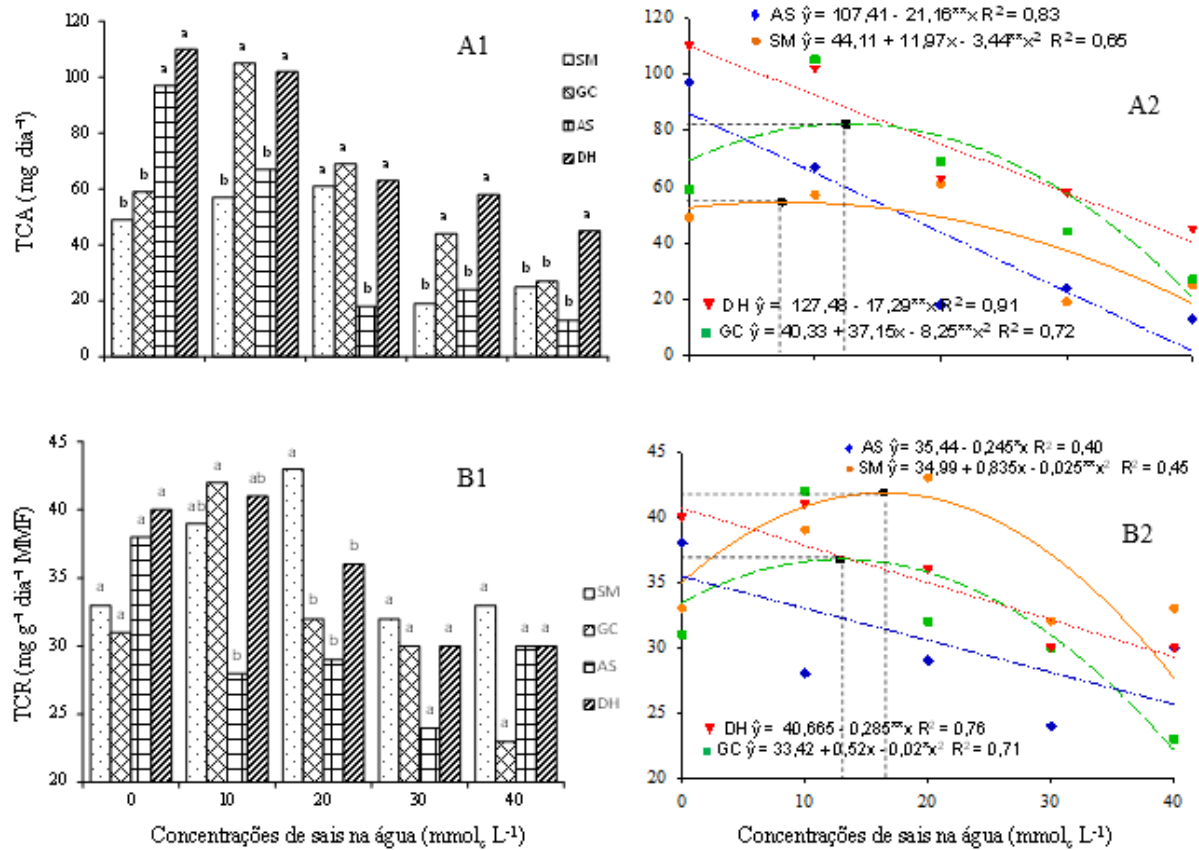 TCA ( mg dia⁻¹)
120
100
80
60
40
20
0
b b a a
b a b a
a a b a
b a b a
b b b a
A1
SM
GC
AS
DH
120
100
80
60
40
20
0
AS ŷ = 107,41 - 21,16**x R² = 0,83
SM ŷ = 44,11 + 11,97x - 3,44**x² R² = 0,65
A2
DH ŷ = 127,48 - 17,29**x R² = 0,91
GC ŷ = 40,33 + 37,15x - 8,25**x² R² = 0,72
TCR (mg g⁻¹ dia⁻¹ MMF)
45
40
35
30
25
20
a a a a
ab a b ab
a b b b
a a a a
a a a a
B1
SM
GC
AS
DH
0 10 20 30 40
Concentrações de sais na água (mmolc L⁻¹)
45
40
35
30
25
20
AS ŷ= 35,44 - 0,245*x R² = 0,40
SM ŷ = 34,99 + 0,835x - 0,025**x² R² = 0,45
B2
DH ŷ = 40,665 - 0,285**x R² = 0,76
GC ŷ = 33,42 + 0,52x - 0,02*x² R² = 0,71
0 10 20 30 40
Concentrações de sais na água (mmolc L⁻¹)